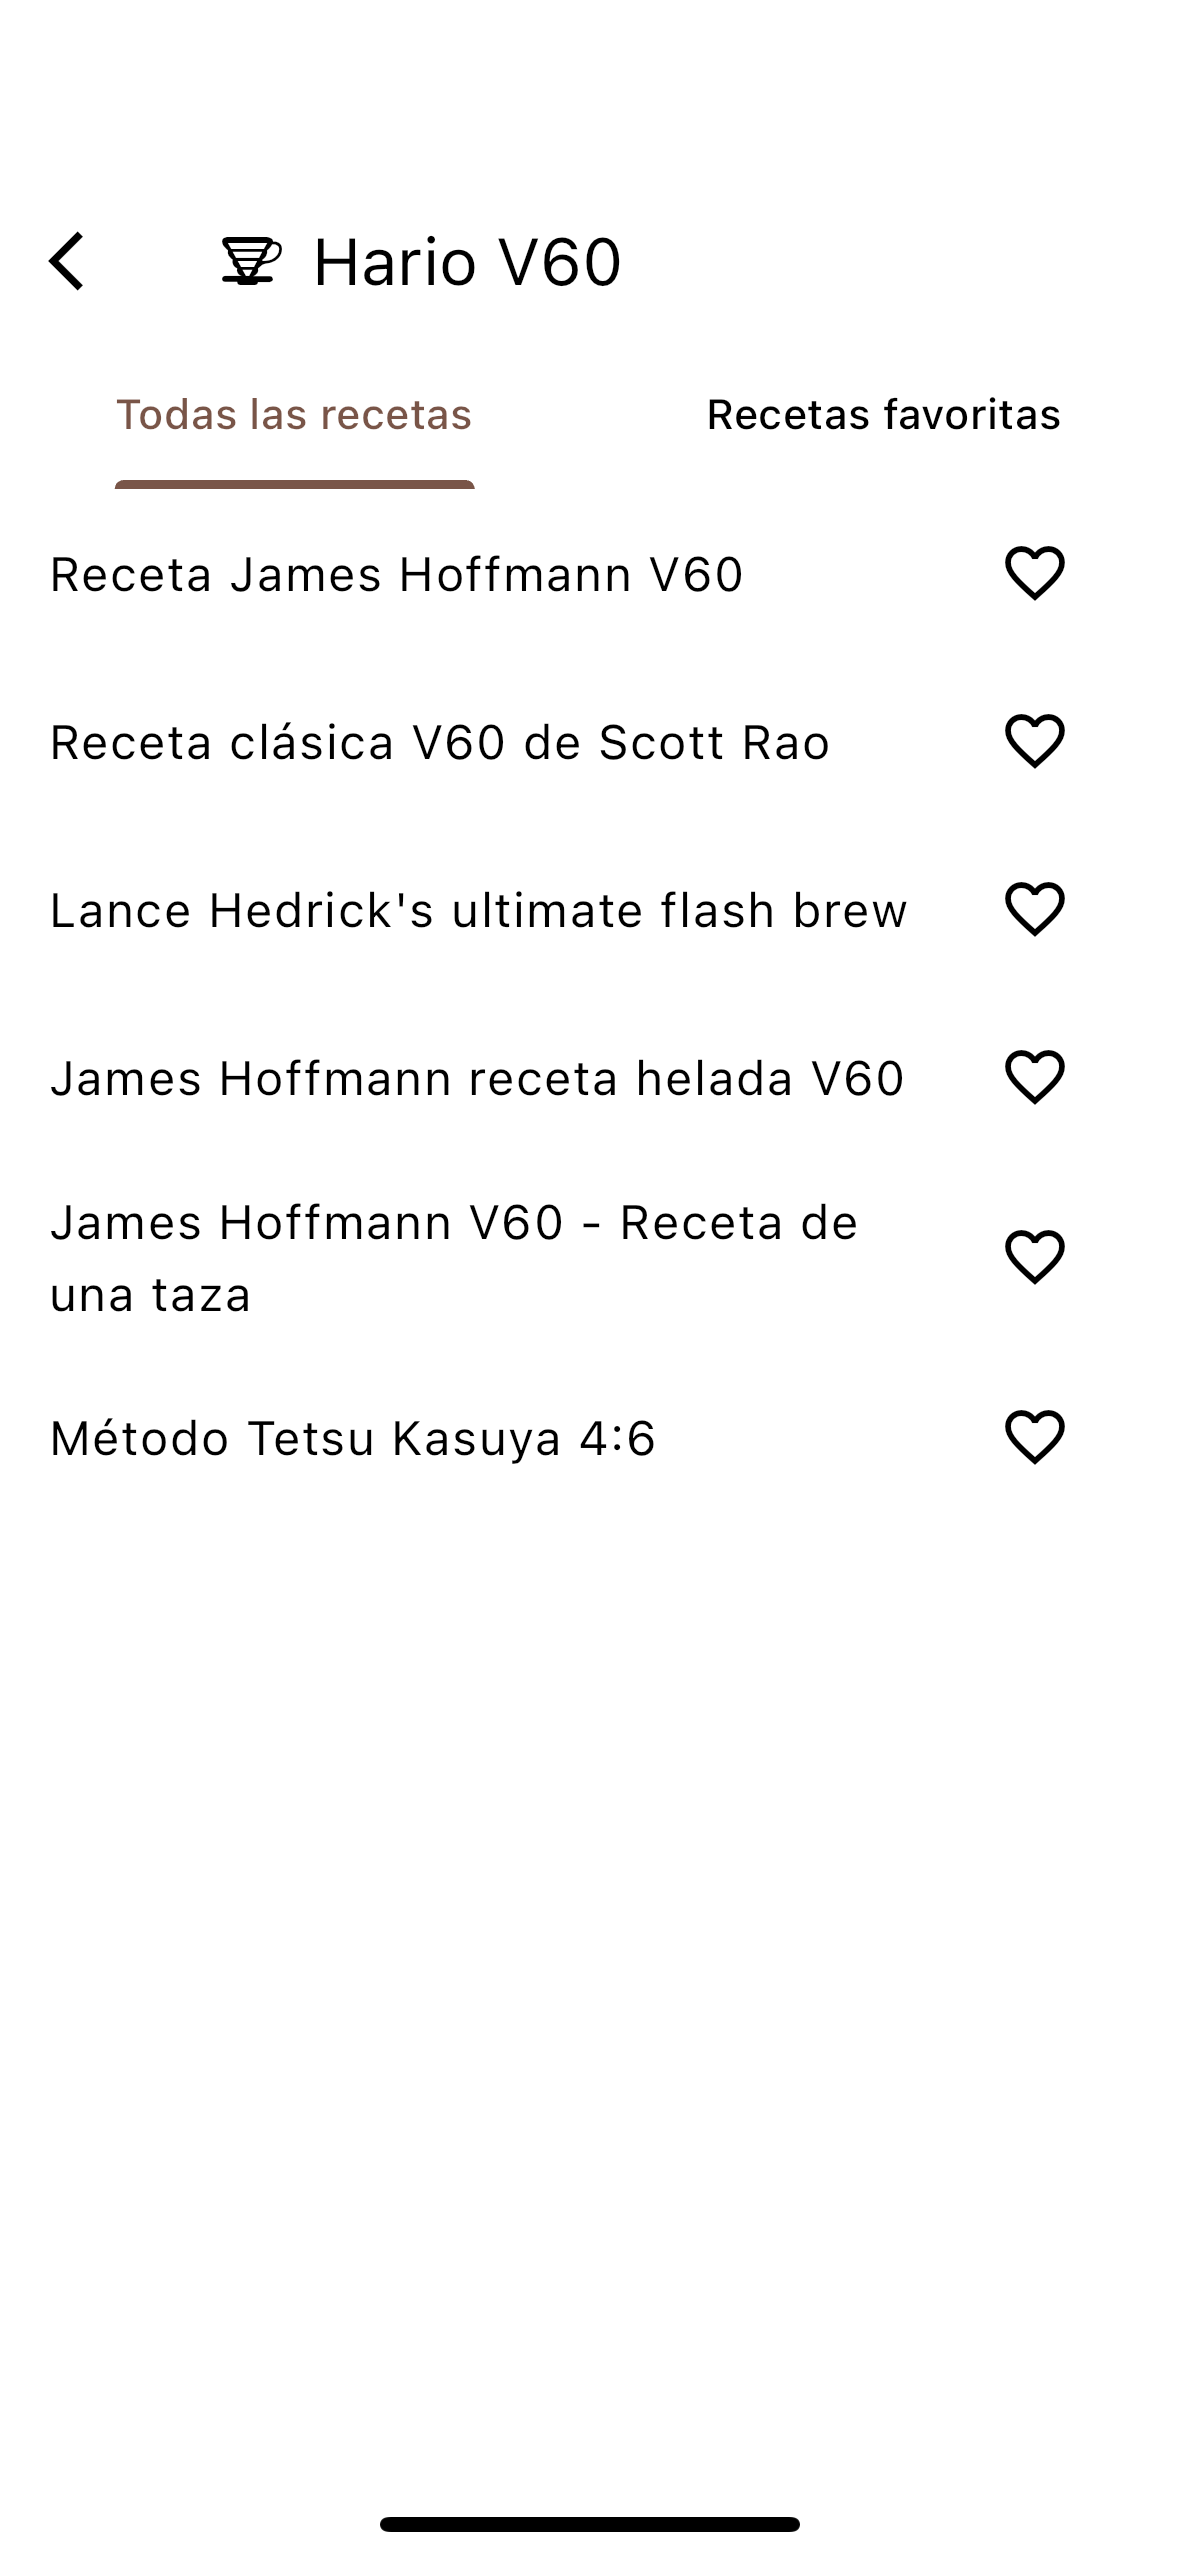 Hario V60
Todas las recetas
Recetas favoritas
Receta James Hoffmann V60
Receta clásica V60 de Scott Rao
Lance Hedrick's ultimate flash brew
James Hoffmann receta helada V60
James Hoffmann V60 - Receta de
una taza
Método Tetsu Kasuya 4:6